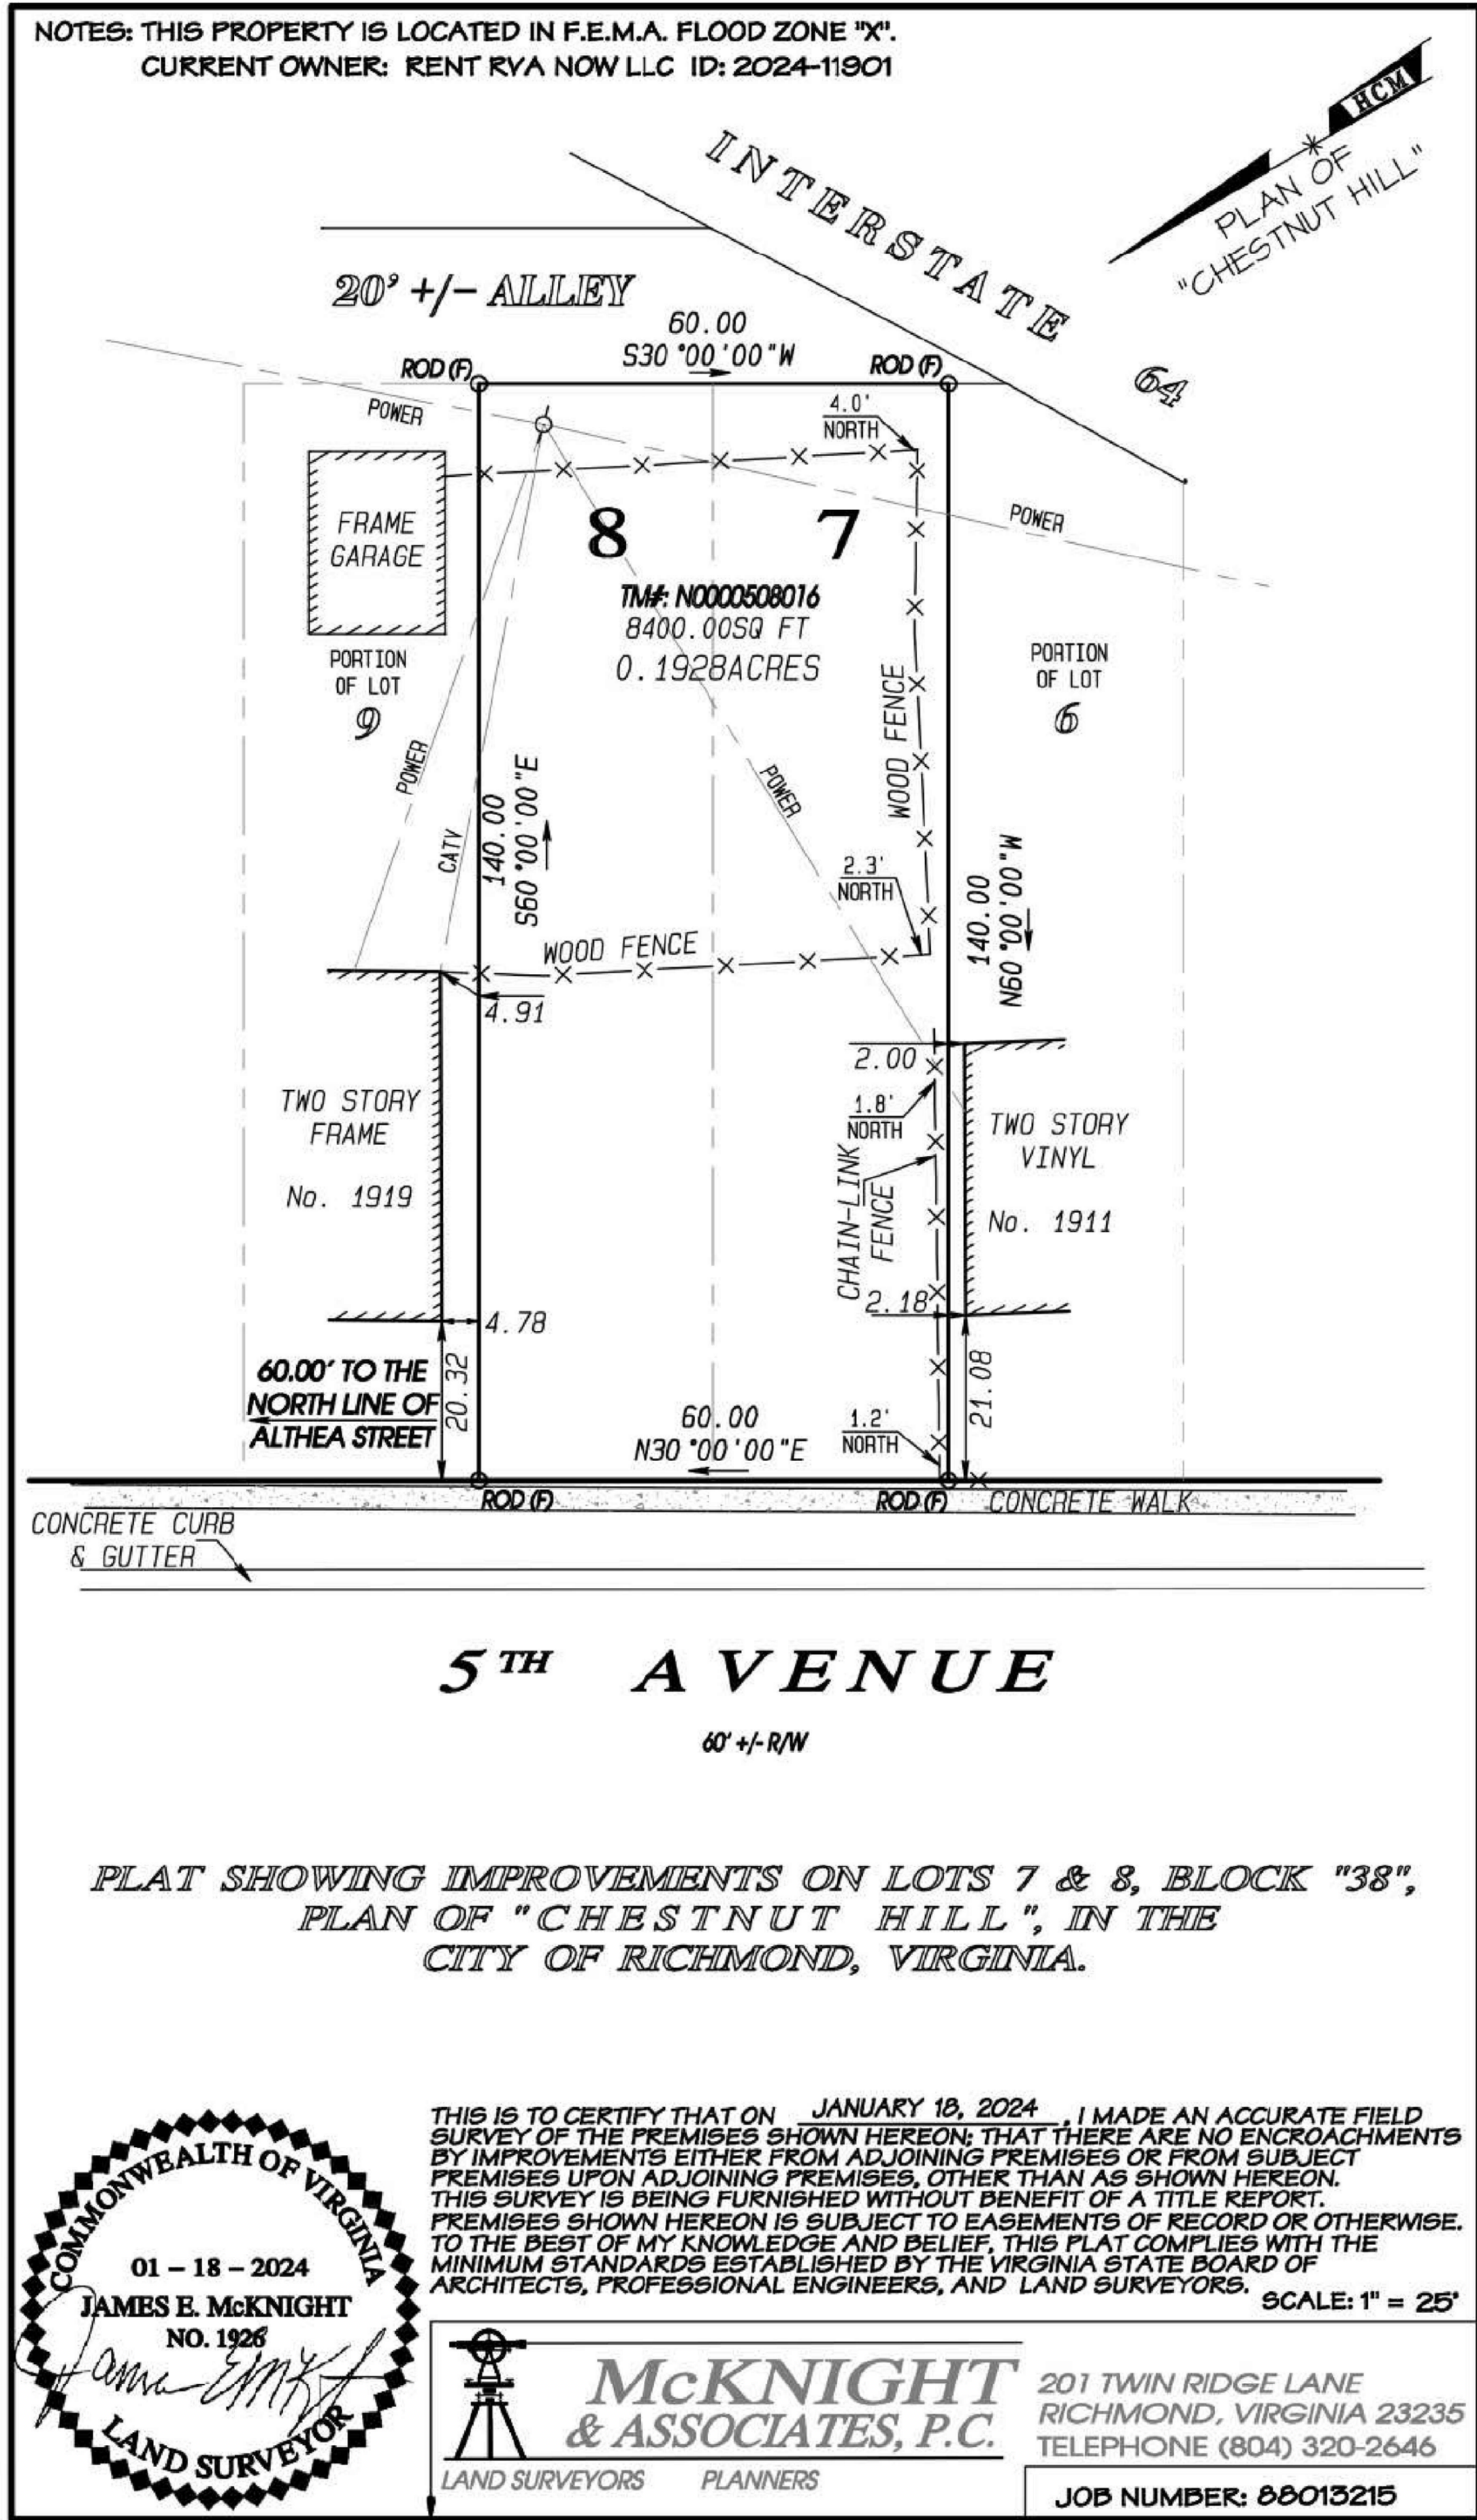 NOTES: THIS PROPERTY IS LOCATED IN F.E.M.A. FLOOD ZONE "X".
CURRENT OWNER: RENT RVA NOW LLC ID: 2024-11901
HCM
PLAN OF
"CHESTNUT HILL"
INTERSTATE 64
20' +/- ALLEY
60.00
S30°00'00"W
ROD (F)
ROD (F)
POWER
4.0'
NORTH
FRAME
GARAGE
8
7
POWER
TM#: N0000508016
8400.00SQ FT
0.1928ACRES
PORTION
OF LOT
9
PORTION
OF LOT
6
WOOD FENCE
POWER
CATV
140.00
S60°00'00"E
POWER
2.3'
NORTH
140.00
N60°00'00"W
WOOD FENCE
4.91
2.00
TWO STORY
FRAME
No. 1919
1.8'
NORTH
TWO STORY
VINYL
No. 1911
CHAIN-LINK
FENCE
2.18
4.78
60.00' TO THE
NORTH LINE OF
ALTHEA STREET
20.32
60.00
N30°00'00"E
1.2'
NORTH
21.08
ROD (F)
ROD (F)
CONCRETE WALK
CONCRETE CURB
& GUTTER
5TH AVENUE
60' +/- R/W
PLAT SHOWING IMPROVEMENTS ON LOTS 7 & 8, BLOCK "38",
PLAN OF "CHESTNUT HILL", IN THE
CITY OF RICHMOND, VIRGINIA.
COMMONWEALTH OF VIRGINIA
01 - 18 - 2024
JAMES E. McKNIGHT
NO. 1926
LAND SURVEYOR
THIS IS TO CERTIFY THAT ON JANUARY 18, 2024, I MADE AN ACCURATE FIELD
SURVEY OF THE PREMISES SHOWN HEREON; THAT THERE ARE NO ENCROACHMENTS
BY IMPROVEMENTS EITHER FROM ADJOINING PREMISES OR FROM SUBJECT
PREMISES UPON ADJOINING PREMISES, OTHER THAN AS SHOWN HEREON.
THIS SURVEY IS BEING FURNISHED WITHOUT BENEFIT OF A TITLE REPORT.
PREMISES SHOWN HEREON IS SUBJECT TO EASEMENTS OF RECORD OR OTHERWISE.
TO THE BEST OF MY KNOWLEDGE AND BELIEF, THIS PLAT COMPLIES WITH THE
MINIMUM STANDARDS ESTABLISHED BY THE VIRGINIA STATE BOARD OF
ARCHITECTS, PROFESSIONAL ENGINEERS, AND LAND SURVEYORS.
SCALE: 1" = 25'
McKNIGHT
& ASSOCIATES, P.C.
LAND SURVEYORS PLANNERS
201 TWIN RIDGE LANE
RICHMOND, VIRGINIA 23235
TELEPHONE (804) 320-2646
JOB NUMBER: 88013215